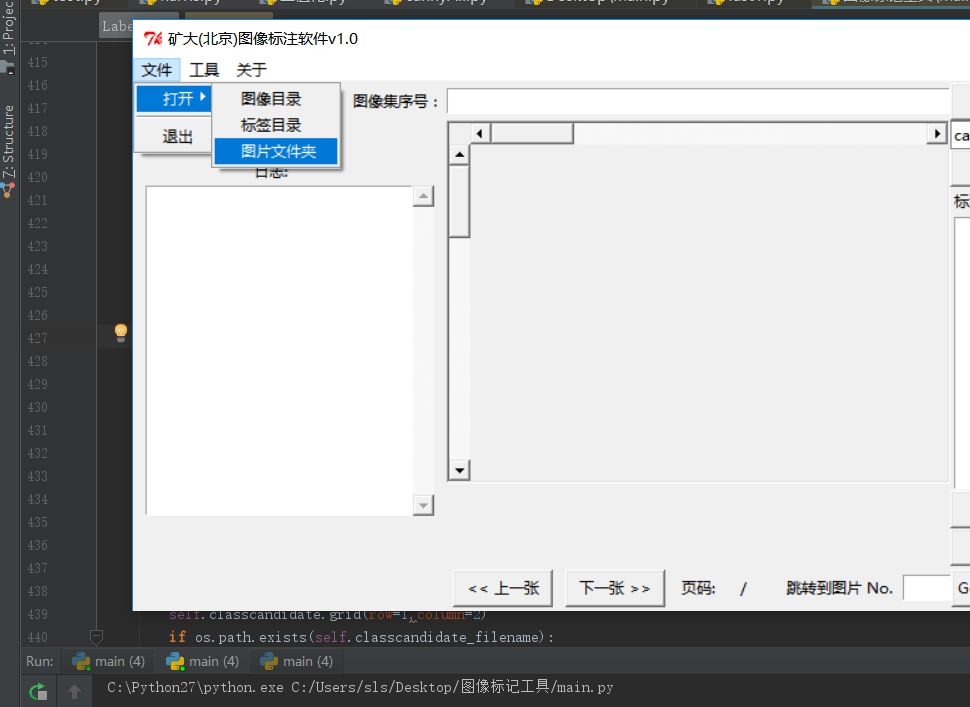 1: Projec
Z: Structure
Labe
矿大(北京)图像标注软件v1.0
文件 工具 关于
打开
退出
图像目录
标签目录
图片文件夹
日志:
图像集序号：
ca
<< 上一张 下一张 >> 页码: / 跳转到图片 No.
415
416
417
418
419
420
421
422
423
424
425
426
427
428
429
430
431
432
433
434
435
436
437
438
439 self.classcandidate.grid(row=1,column=2)
440 if os.path.exists(self.classcandidate_filename):
Run: main (4) main (4) main (4)
C:\Python27\python.exe C:/Users/sls/Desktop/图像标记工具/main.py